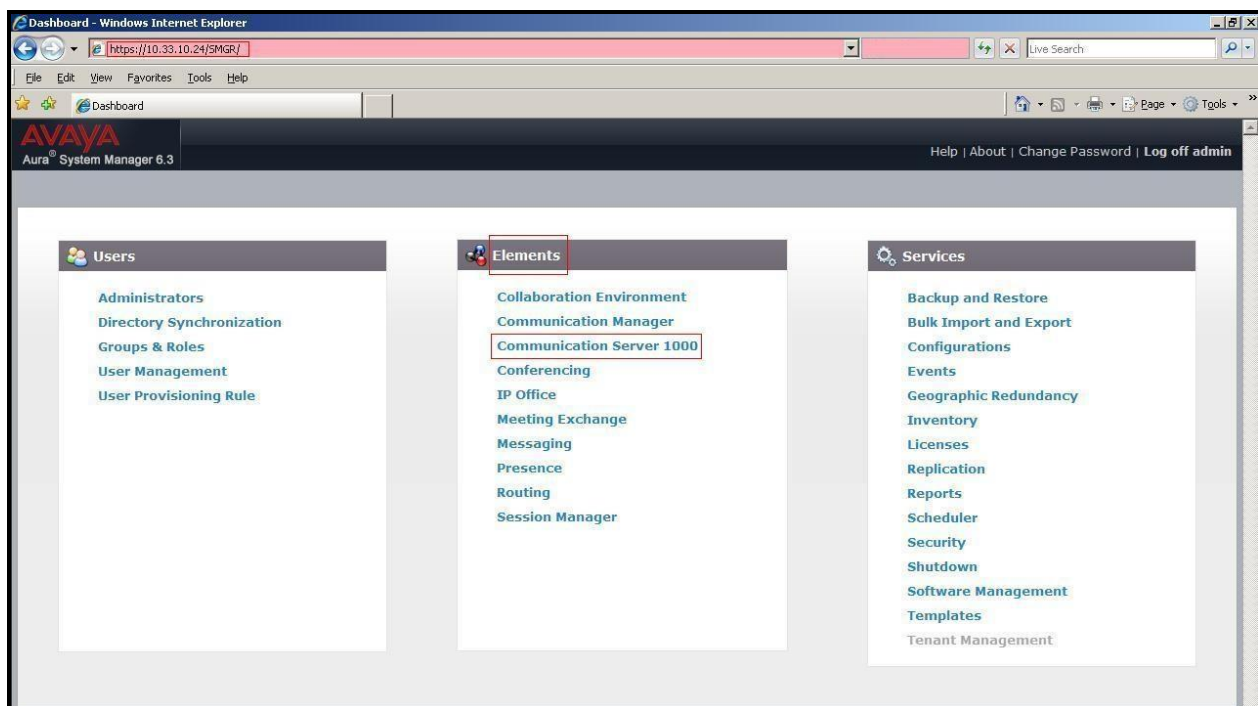 Dashboard - Windows Internet Explorer
https://10.33.10.24/SMGR/
Live Search
File Edit View Favorites Tools Help
Dashboard
Page Tools
AVAYA
Aura® System Manager 6.3
Help | About | Change Password | Log off admin
Users
Administrators
Directory Synchronization
Groups & Roles
User Management
User Provisioning Rule
Elements
Collaboration Environment
Communication Manager
Communication Server 1000
Conferencing
IP Office
Meeting Exchange
Messaging
Presence
Routing
Session Manager
Services
Backup and Restore
Bulk Import and Export
Configurations
Events
Geographic Redundancy
Inventory
Licenses
Replication
Reports
Scheduler
Security
Shutdown
Software Management
Templates
Tenant Management